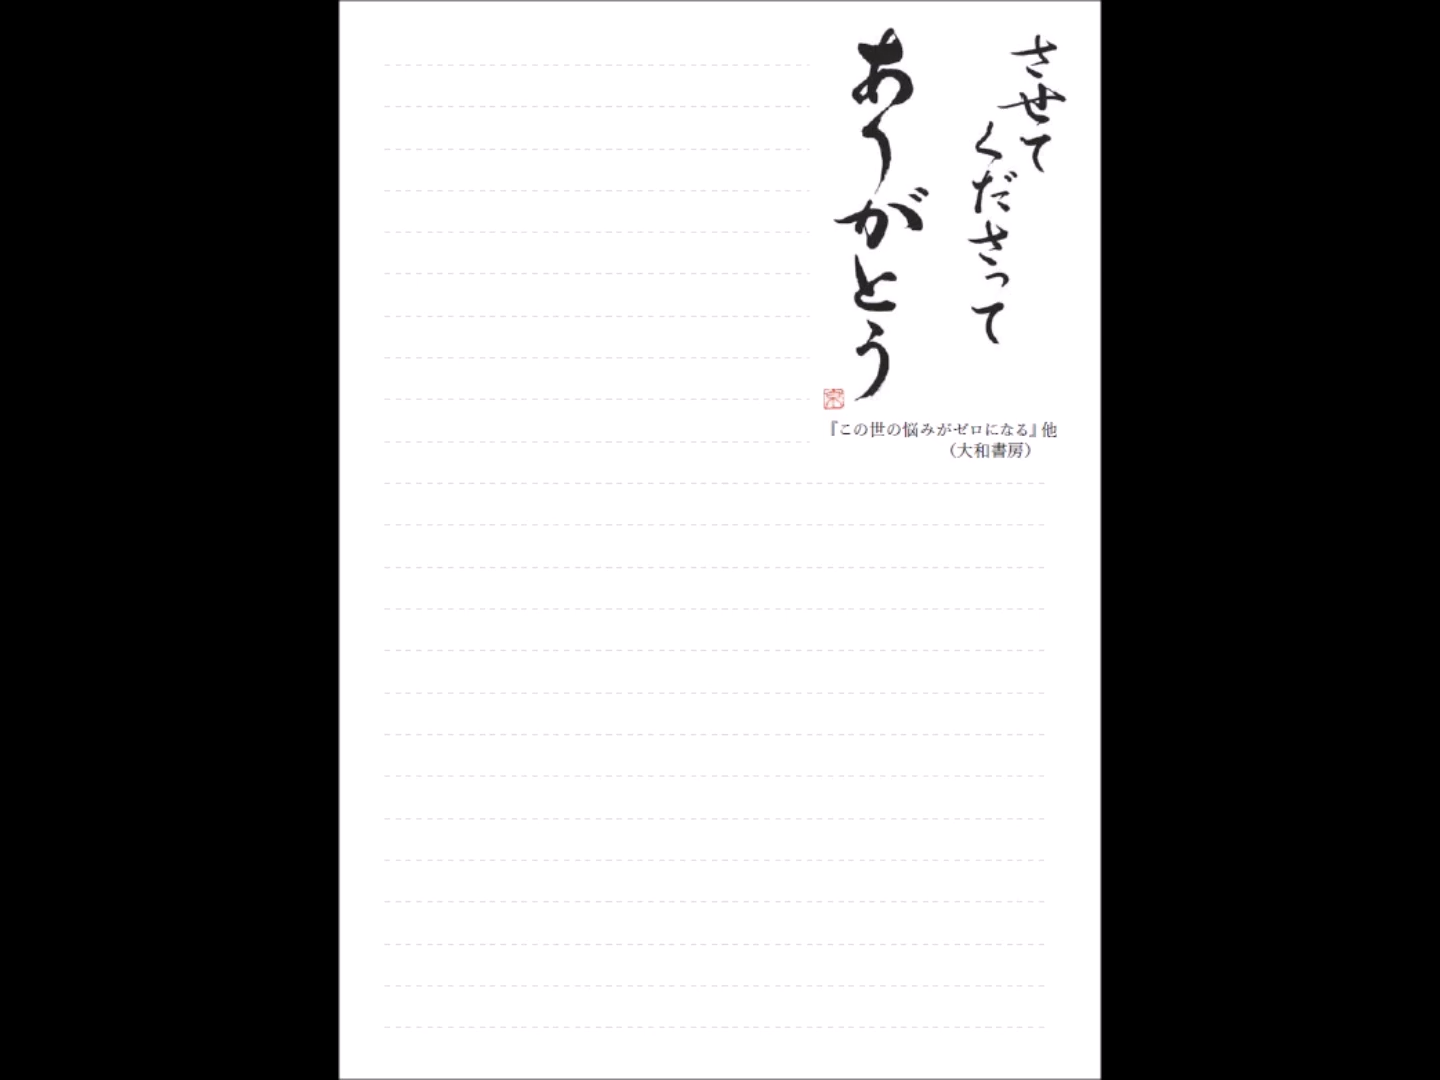 させて
くださって
ありがとう
『この世の悩みがゼロになる』他
（大和書房）